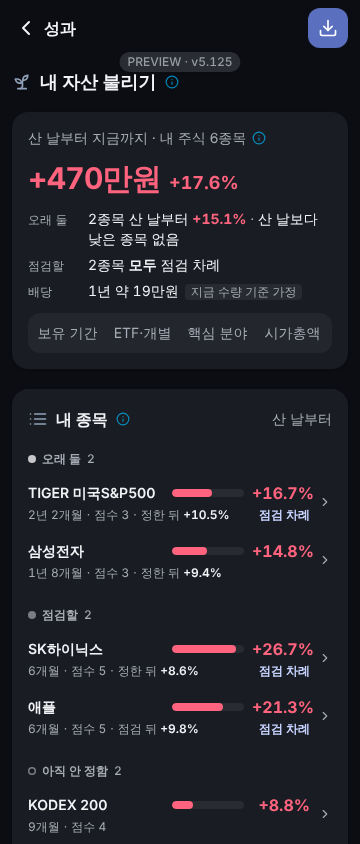 성과
PREVIEW · v5.125
내 자산 불리기
산 날부터 지금까지 · 내 주식 6종목
+470만원 +17.6%
오래 둘 2종목 산 날부터 +15.1% · 산 날보다
낮은 종목 없음
점검할 2종목 모두 점검 차례
배당 1년 약 19만원 지금 수량 기준 가정
보유 기간 ETF·개별 핵심 분야 시가총액
내 종목 산 날부터
오래 둘 2
TIGER 미국S&P500 +16.7%
2년 2개월 · 점수 3 · 정한 뒤 +10.5% 점검 차례
삼성전자 +14.8%
1년 8개월 · 점수 3 · 정한 뒤 +9.4%
점검할 2
SK하이닉스 +26.7%
6개월 · 점수 5 · 정한 뒤 +8.6% 점검 차례
애플 +21.3%
6개월 · 점수 5 · 점검 뒤 +9.8% 점검 차례
아직 안 정함 2
KODEX 200 +8.8%
9개월 · 점수 4